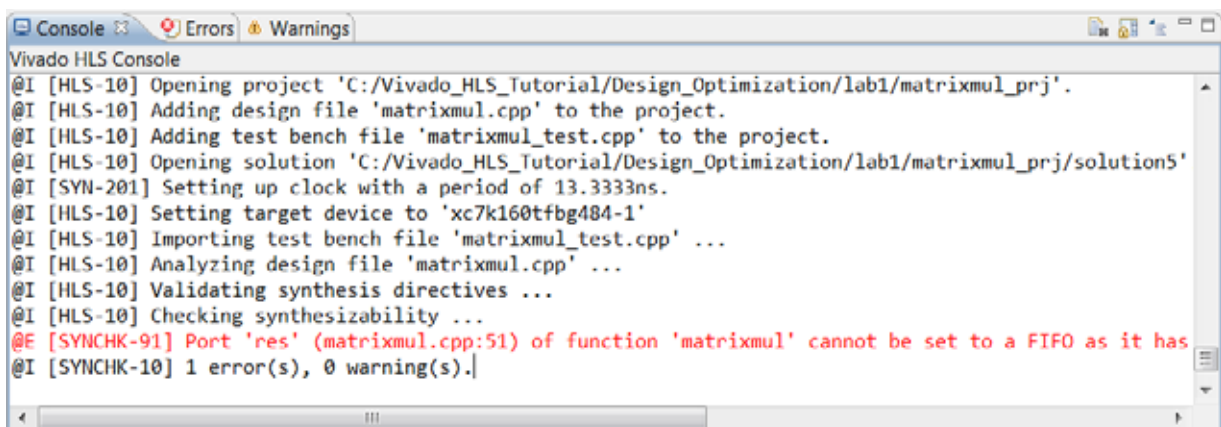 Console Errors Warnings
Vivado HLS Console
@I [HLS-10] Opening project 'C:/Vivado_HLS_Tutorial/Design_Optimization/lab1/matrixmul_prj'.
@I [HLS-10] Adding design file 'matrixmul.cpp' to the project.
@I [HLS-10] Adding test bench file 'matrixmul_test.cpp' to the project.
@I [HLS-10] Opening solution 'C:/Vivado_HLS_Tutorial/Design_Optimization/lab1/matrixmul_prj/solution5'
@I [SYN-201] Setting up clock with a period of 13.3333ns.
@I [HLS-10] Setting target device to 'xc7k160tfbg484-1'
@I [HLS-10] Importing test bench file 'matrixmul_test.cpp' ...
@I [HLS-10] Analyzing design file 'matrixmul.cpp' ...
@I [HLS-10] Validating synthesis directives ...
@I [HLS-10] Checking synthesizability ...
@E [SYNCHK-91] Port 'res' (matrixmul.cpp:51) of function 'matrixmul' cannot be set to a FIFO as it has
@I [SYNCHK-10] 1 error(s), 0 warning(s).